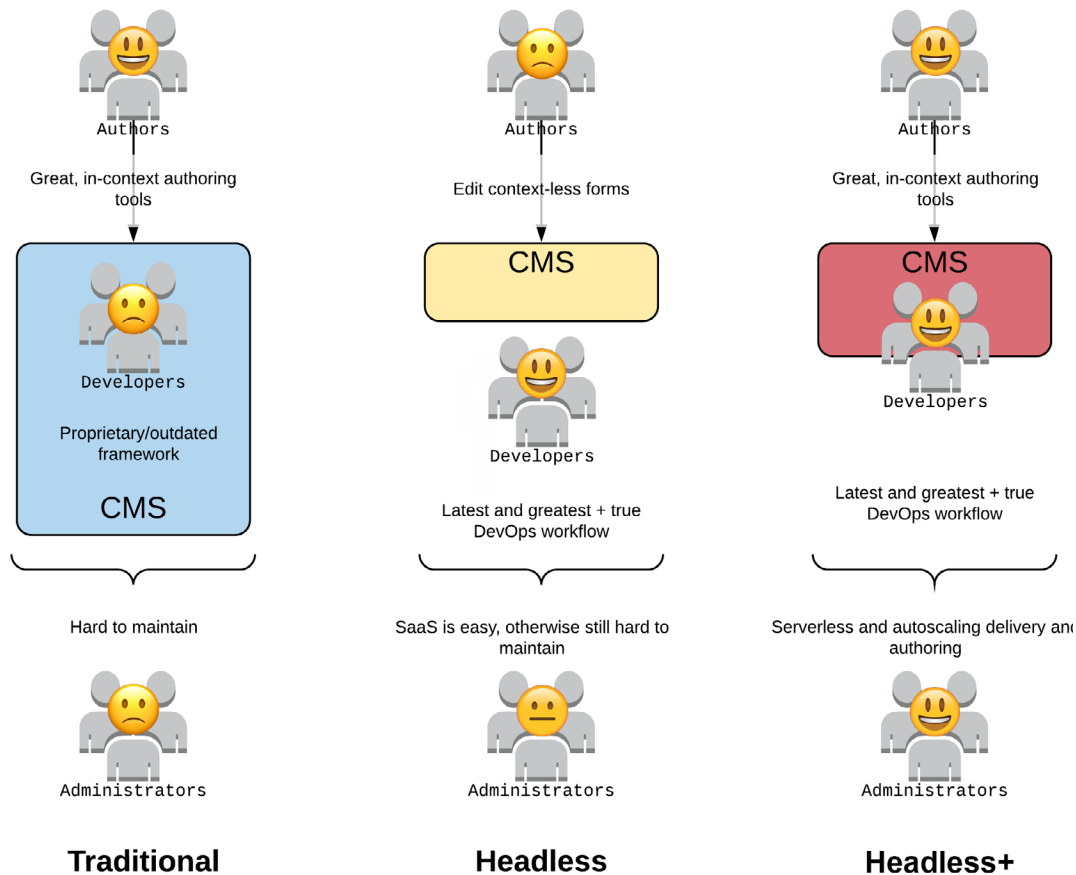 Authors
Great, in-context authoring
tools
Developers
Proprietary/outdated
framework
CMS
Hard to maintain
Administrators
Traditional
Authors
Edit context-less forms
CMS
Developers
Latest and greatest + true
DevOps workflow
SaaS is easy, otherwise still hard to
maintain
Administrators
Headless
Authors
Great, in-context authoring
tools
CMS
Developers
Latest and greatest + true
DevOps workflow
Serverless and autoscaling delivery and
authoring
Administrators
Headless+